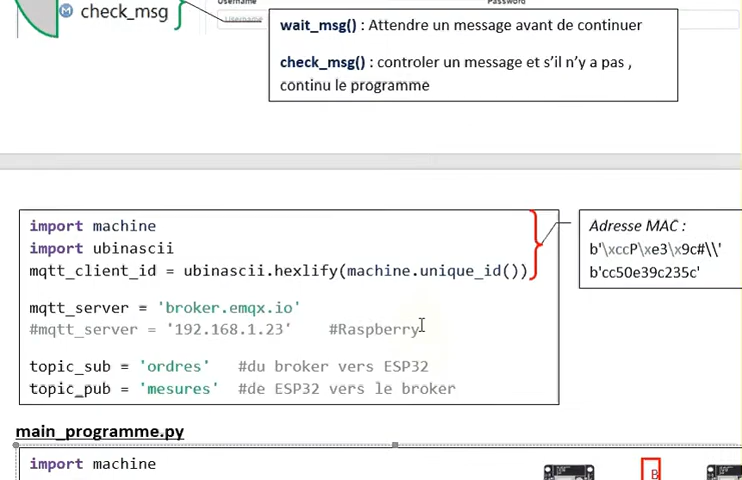 Username
Password
check_msg
Username
wait_msg() : Attendre un message avant de continuer
check_msg() : controler un message et s'il n'y a pas ,
continu le programme
import machine
import ubinascii
mqtt_client_id = ubinascii.hexlify(machine.unique_id())
Adresse MAC :
b'\xccP\xe3\x9c#\\'
b'cc50e39c235c'
mqtt_server = 'broker.emqx.io'
#mqtt_server = '192.168.1.23' #Raspberry
topic_sub = 'ordres' #du broker vers ESP32
topic_pub = 'mesures' #de ESP32 vers le broker
main_programme.py
import machine
B